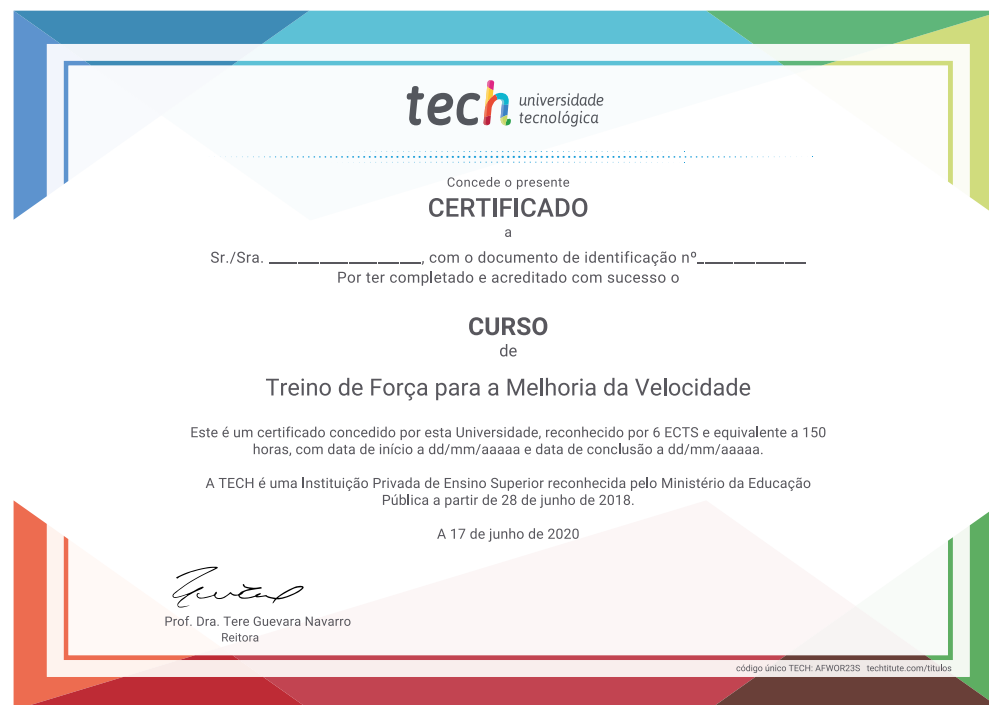 tech universidade
tecnológica
Concede o presente
CERTIFICADO
a
Sr./Sra. ________________, com o documento de identificação nº____________
Por ter completado e acreditado com sucesso o
CURSO
de
Treino de Força para a Melhoria da Velocidade
Este é um certificado concedido por esta Universidade, reconhecido por 6 ECTS e equivalente a 150
horas, com data de início a dd/mm/aaaaa e data de conclusão a dd/mm/aaaaa.
A TECH é uma Instituição Privada de Ensino Superior reconhecida pelo Ministério da Educação
Pública a partir de 28 de junho de 2018.
A 17 de junho de 2020
Prof. Dra. Tere Guevara Navarro
Reitora
código único TECH: AFWOR23S techtitute.com/titulos